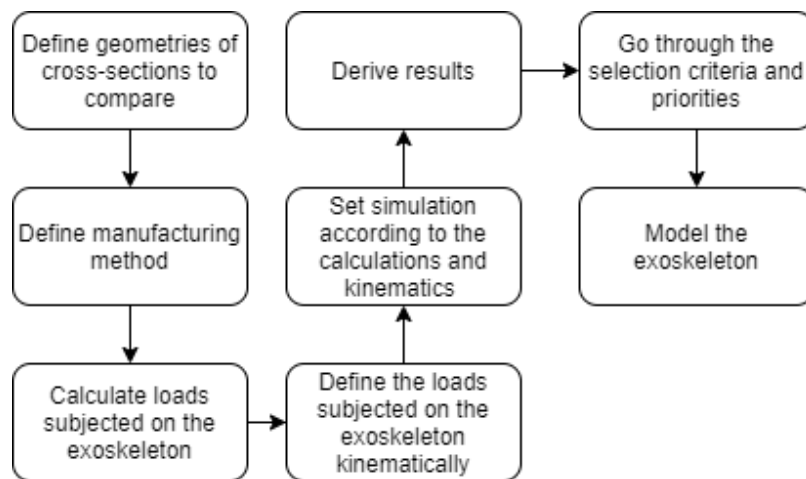 Define geometries of
cross-sections to
compare
Define manufacturing
method
Calculate loads
subjected on the
exoskeleton
Define the loads
subjected on the
exoskeleton
kinematically
Set simulation
according to the
calculations and
kinematics
Derive results
Go through the
selection criteria and
priorities
Model the
exoskeleton